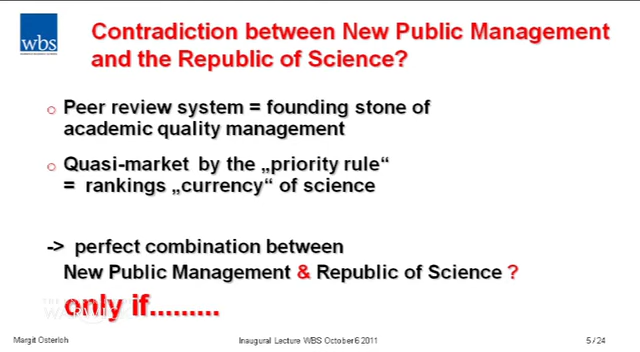 wbs
Contradiction between New Public Management
and the Republic of Science?
Peer review system = founding stone of
academic quality management
Quasi-market by the „priority rule“
= rankings „currency“ of science
-> perfect combination between
New Public Management & Republic of Science ?
only if.........
Margit Osterloh
Inaugural Lecture WBS October 6 2011
5 / 24